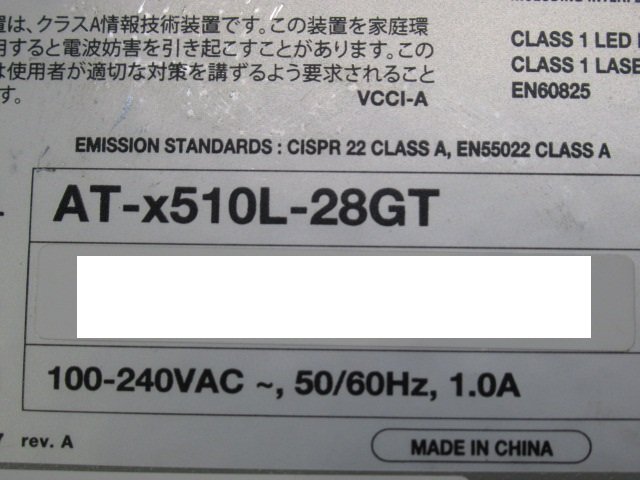 置は、クラスA情報技術装置です。この装置を家庭環
用すると電波妨害を引き起こすことがあります。この
は使用者が適切な対策を講ずるよう要求されること
す。
VCCI-A
CLASS 1 LED
CLASS 1 LASE
EN60825
EMISSION STANDARDS : CISPR 22 CLASS A, EN55022 CLASS A
AT-x510L-28GT
100-240VAC ~, 50/60Hz, 1.0A
rev. A
MADE IN CHINA